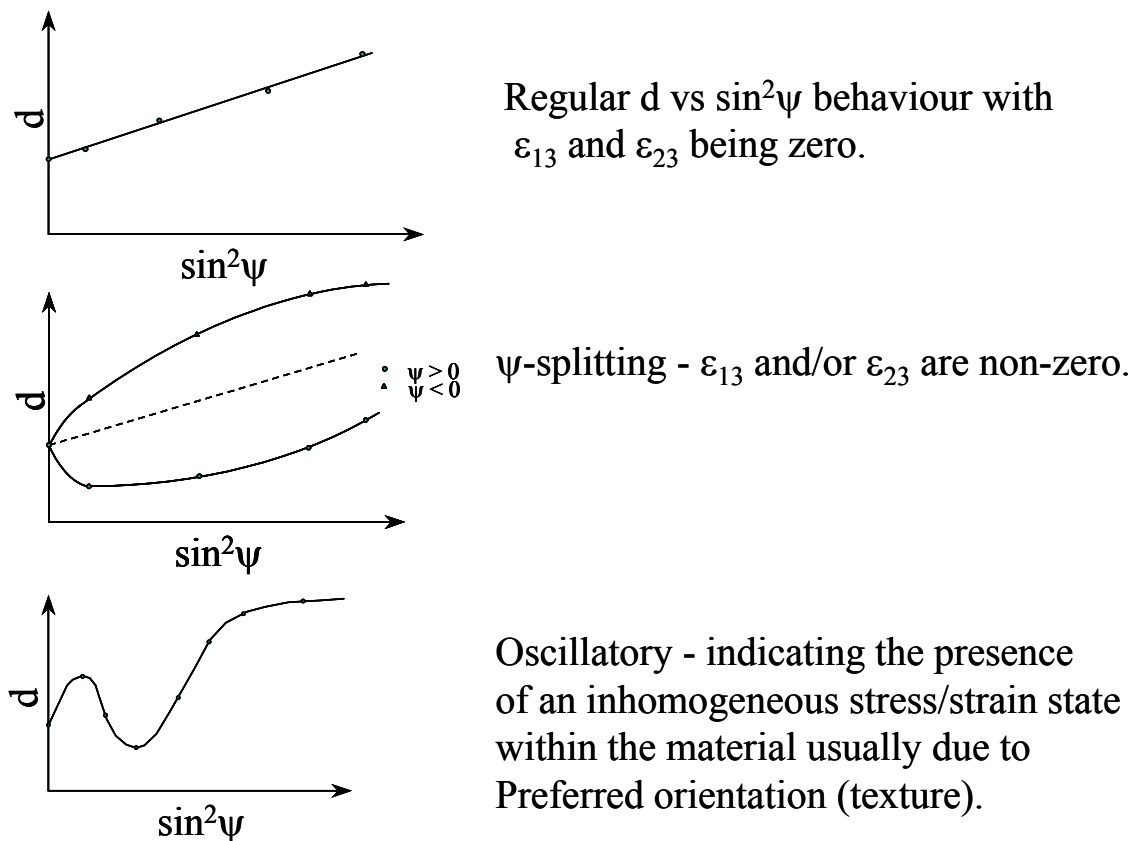 d
sin²ψ
Regular d vs sin²ψ behaviour with
ε₁₃ and ε₂₃ being zero.
d
sin²ψ
ψ > 0
ψ < 0
ψ-splitting - ε₁₃ and/or ε₂₃ are non-zero.
d
sin²ψ
Oscillatory - indicating the presence
of an inhomogeneous stress/strain state
within the material usually due to
Preferred orientation (texture).